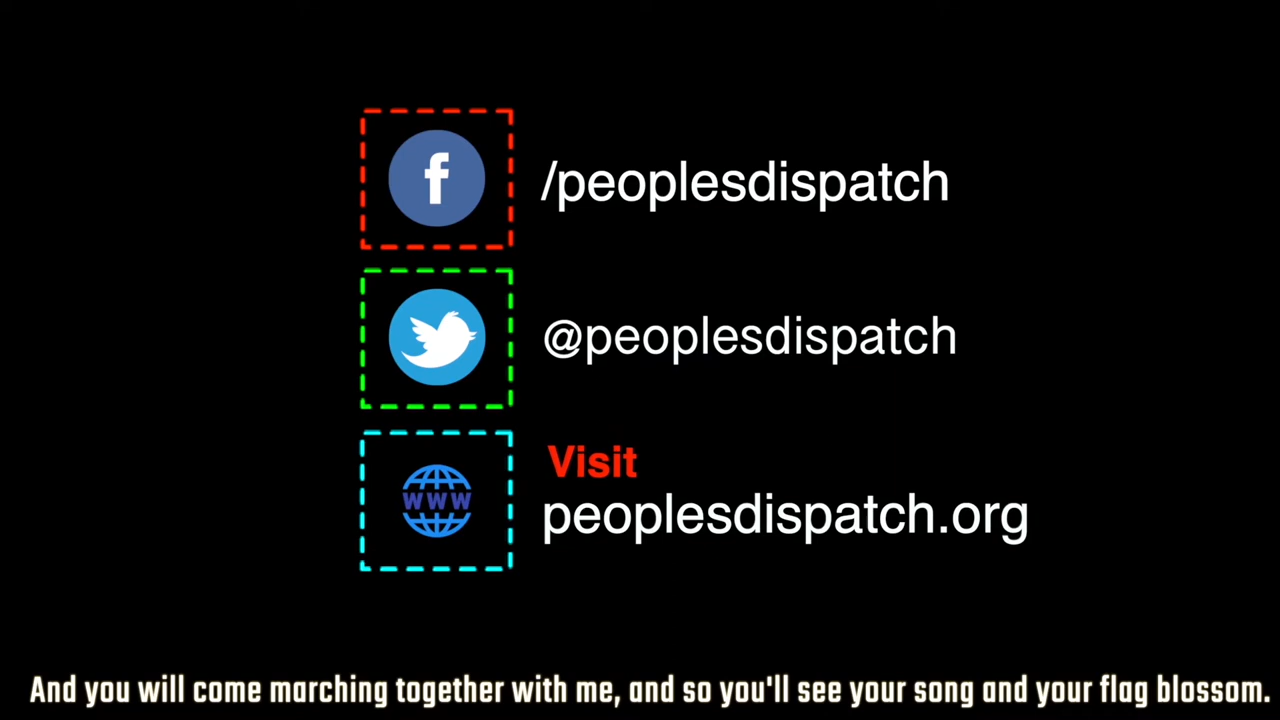 f
/peoplesdispatch
@peoplesdispatch
Visit
WWW
peoplesdispatch.org
And you will come marching together with me, and so you'll see your song and your flag blossom.